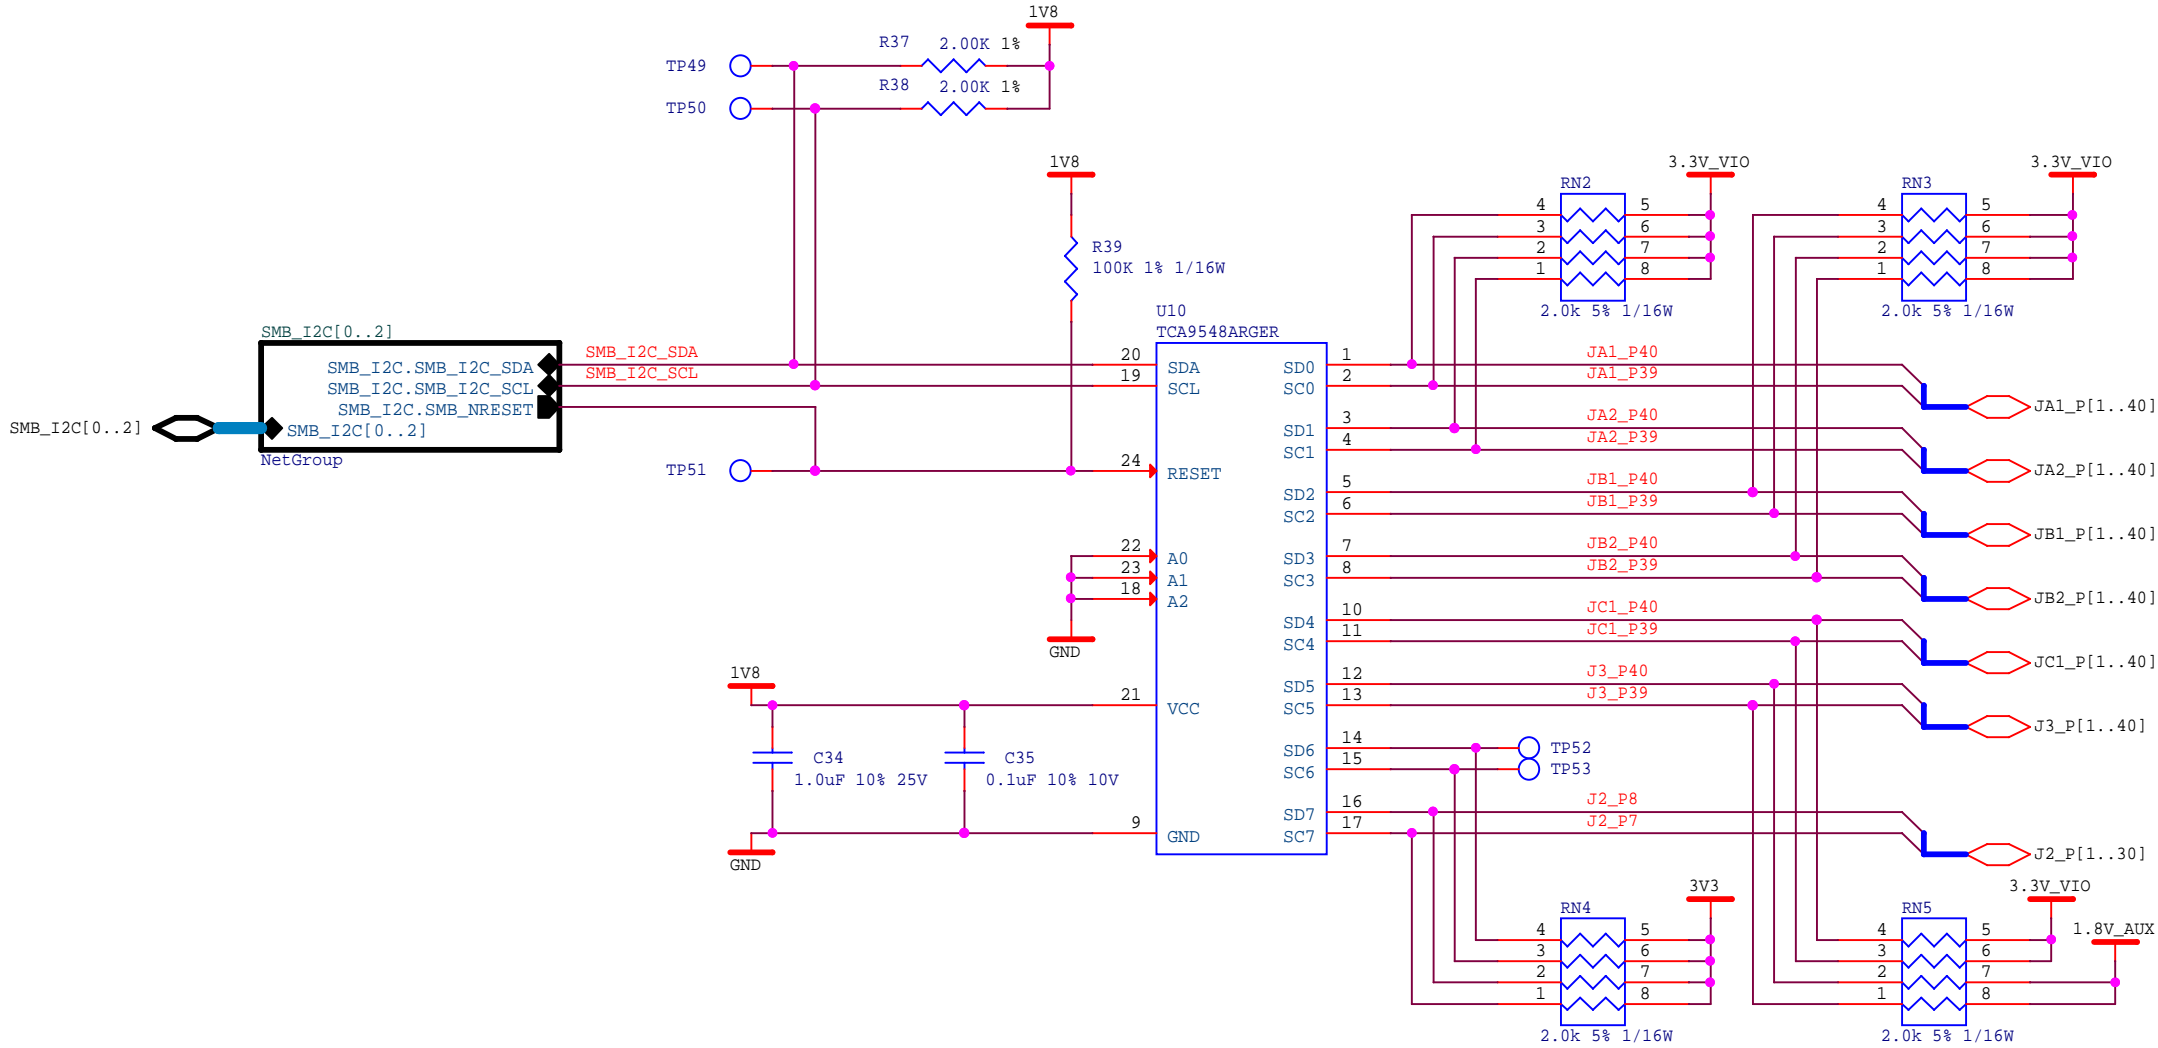 1V8
R37 2.00K 1%
TP49
R38 2.00K 1%
TP50
1V8
R39
100K 1% 1/16W
3.3V_VIO
RN2
4 5
3 6
2 7
1 8
2.0k 5% 1/16W
3.3V_VIO
RN3
4 5
3 6
2 7
1 8
2.0k 5% 1/16W
SMB_I2C[0..2]
SMB_I2C.SMB_I2C_SDA
SMB_I2C.SMB_I2C_SCL
SMB_I2C.SMB_NRESET
SMB_I2C[0..2]
SMB_I2C[0..2]
NetGroup
SMB_I2C_SDA
SMB_I2C_SCL
TP51
U10
TCA9548ARGER
20 SDA
19 SCL
24 RESET
22 A0
23 A1
18 A2
GND
1V8
21 VCC
C34
1.0uF 10% 25V
C35
0.1uF 10% 10V
9 GND
GND
SD0 1 JA1_P40
SC0 2 JA1_P39
JA1_P[1..40]
SD1 3 JA2_P40
SC1 4 JA2_P39
JA2_P[1..40]
SD2 5 JB1_P40
SC2 6 JB1_P39
JB1_P[1..40]
SD3 7 JB2_P40
SC3 8 JB2_P39
JB2_P[1..40]
SD4 10 JC1_P40
SC4 11 JC1_P39
JC1_P[1..40]
SD5 12 J3_P40
SC5 13 J3_P39
J3_P[1..40]
SD6 14 TP52
SC6 15 TP53
SD7 16 J2_P8
SC7 17 J2_P7
J2_P[1..30]
3V3
RN4
4 5
3 6
2 7
1 8
2.0k 5% 1/16W
3.3V_VIO
1.8V_AUX
RN5
4 5
3 6
2 7
1 8
2.0k 5% 1/16W